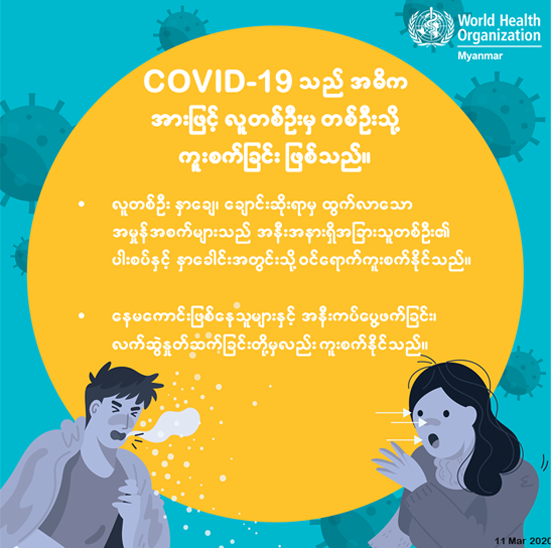 World Health
Organization
Myanmar
COVID-19 သည် အဓိက
အားဖြင့် လူတစ်ဦးမှ တစ်ဦးသို့
ကူးစက်ခြင်း ဖြစ်သည်။
• လူတစ်ဦး နှာချေ၊ ချောင်းဆိုးရာမှ ထွက်လာသော
အမှုန်အစက်များသည် အနီးအနားရှိအခြားသူတစ်ဦး၏
ပါးစပ်နှင့် နှာခေါင်းအတွင်းသို့ ဝင်ရောက်ကူးစက်နိုင်သည်။
• နေမကောင်းဖြစ်နေသူများနှင့် အနီးကပ်ပွေ့ဖက်ခြင်း၊
လက်ဆွဲနှုတ်ဆက်ခြင်းတို့မှလည်း ကူးစက်နိုင်သည်။
11 Mar 2020